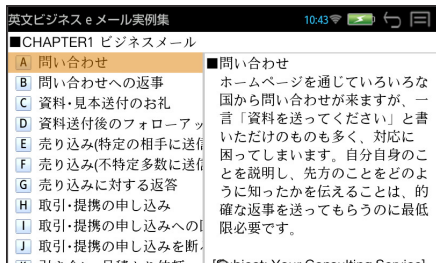 英文ビジネスeメール実例集
10:43
■CHAPTER1 ビジネスメール
A 問い合わせ
B 問い合わせへの返事
C 資料・見本送付のお礼
D 資料送付後のフォローアッ
E 売り込み(特定の相手に送信
F 売り込み(不特定多数に送信
G 売り込みに対する返答
H 取引・提携の申し込み
I 取引・提携の申し込みへの
J 取引・提携の申し込みを断
■問い合わせ
ホームページを通じていろいろな
国から問い合わせが来ますが、一
言「資料を送ってください」と書
いただけのものも多く、対応に
困ってしまいます。自分自身のこ
とを説明し、先方のことをどのよ
うに知ったかを伝えることは、的
確な返事を送ってもらうのに最低
限必要です。